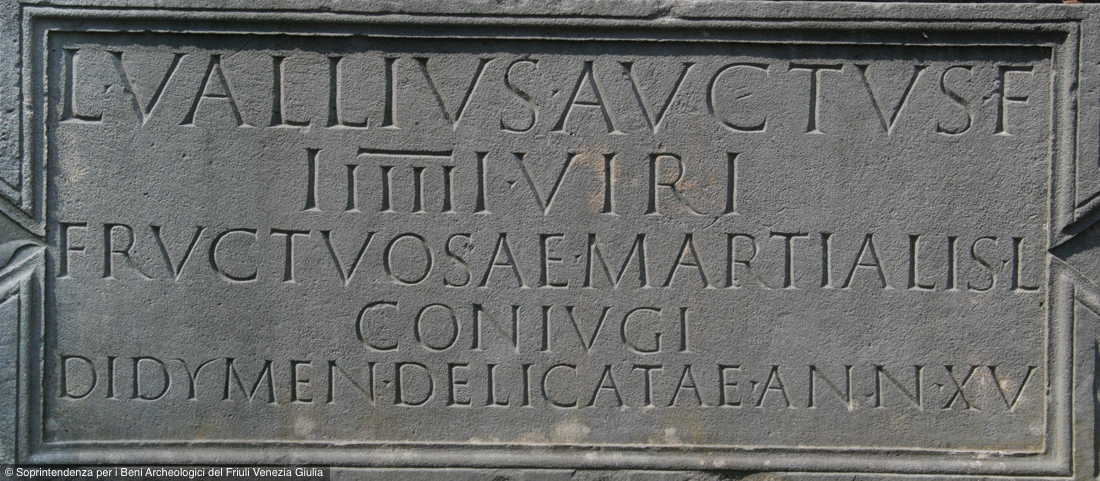 L·VALLIVS·AVCTVS·F
IIIIII·VIRI
FRVCTVOSAE·MARTIALIS·L
CONIVGI
DIDYMEN·DELICATAE·ANN·N·XV
© Soprintendenza per i Beni Archeologici del Friuli Venezia Giulia